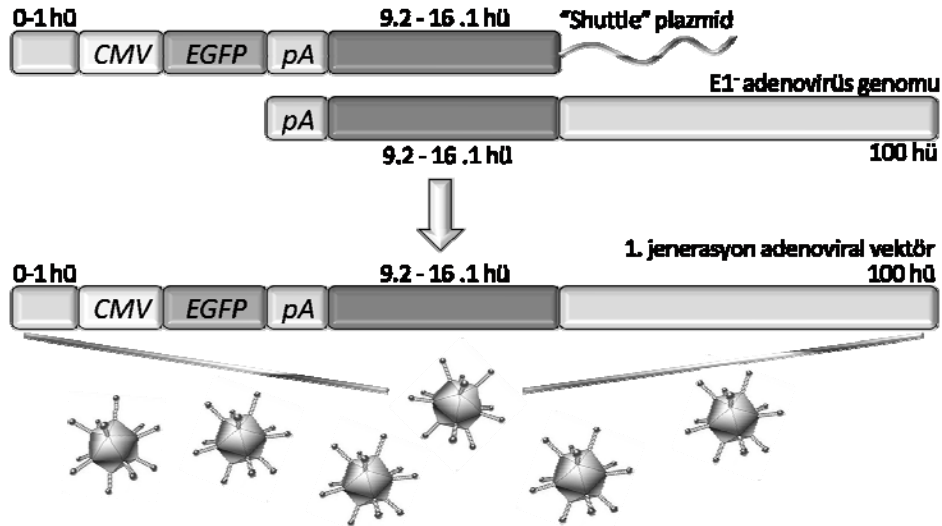 0-1 hü 9.2 - 16 .1 hü "Shuttle" plazmid
CMV EGFP pA
E1⁻ adenovirüs genomu
pA
9.2 - 16 .1 hü 100 hü
1. jenerasyon adenoviral vektör
0-1 hü 9.2 - 16 .1 hü 100 hü
CMV EGFP pA